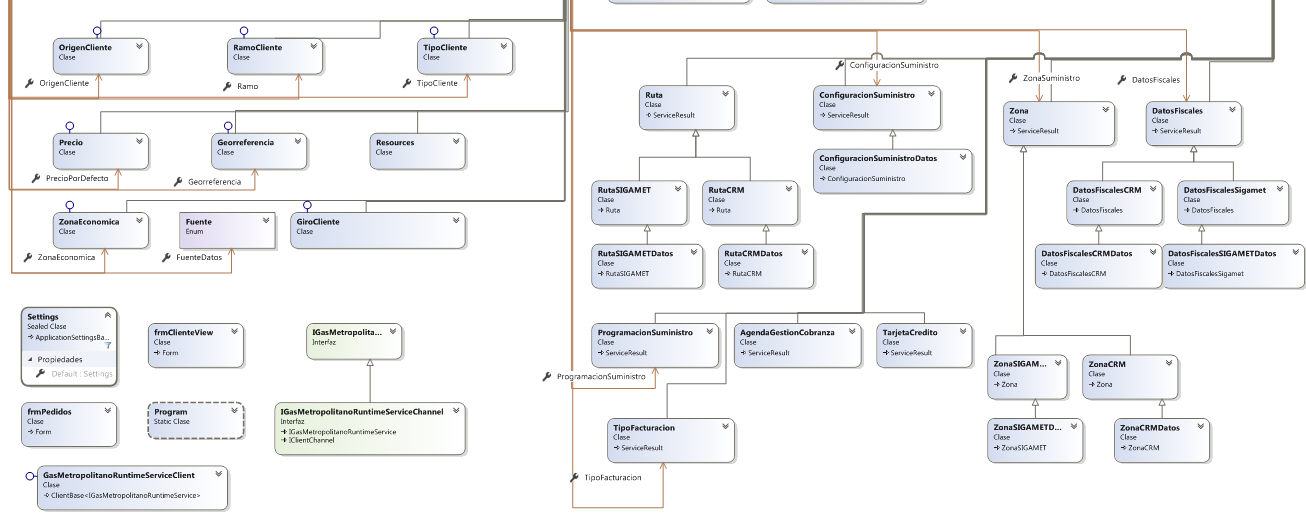 OrigenCliente
Clase
RamoCliente
Clase
TipoCliente
Clase
OrigenCliente
Ramo
TipoCliente
Precio
Clase
Georreferencia
Clase
Resources
Clase
PrecioPorDefecto
Georreferencia
ZonaEconomica
Clase
Fuente
Enum
GiroCliente
Clase
ZonaEconomica
FuenteDatos
Settings
Sealed Clase
ApplicationSettingsBa...
Propiedades
Default : Settings
frmClienteView
Clase
Form
IGasMetropolita...
Interfaz
frmPedidos
Clase
Form
Program
Static Clase
IGasMetropolitanoRuntimeServiceChannel
Interfaz
IGasMetropolitanoRuntimeService
IClientChannel
GasMetropolitanoRuntimeServiceClient
Clase
ClientBase<IGasMetropolitanoRuntimeService>
ConfiguracionSuministro
ZonaSuministro
DatosFiscales
Ruta
Clase
ServiceResult
ConfiguracionSuministro
Clase
ServiceResult
Zona
Clase
ServiceResult
DatosFiscales
Clase
ServiceResult
ConfiguracionSuministroDatos
Clase
ConfiguracionSuministro
RutaSIGAMET
Clase
Ruta
RutaCRM
Clase
Ruta
DatosFiscalesCRM
Clase
DatosFiscales
DatosFiscalesSigamet
Clase
DatosFiscales
RutaSIGAMETDatos
Clase
RutaSIGAMET
RutaCRMDatos
Clase
RutaCRM
DatosFiscalesCRMDatos
Clase
DatosFiscalesCRM
DatosFiscalesSIGAMETDatos
Clase
DatosFiscalesSigamet
ProgramacionSuministro
Clase
ServiceResult
AgendaGestionCobranza
Clase
ServiceResult
TarjetaCredito
Clase
ServiceResult
ProgramacionSuministro
ZonaSIGAM...
Clase
Zona
ZonaCRM
Clase
Zona
TipoFacturacion
Clase
ServiceResult
ZonaSIGAMETD...
Clase
ZonaSIGAMET
ZonaCRMDatos
Clase
ZonaCRM
TipoFacturacion